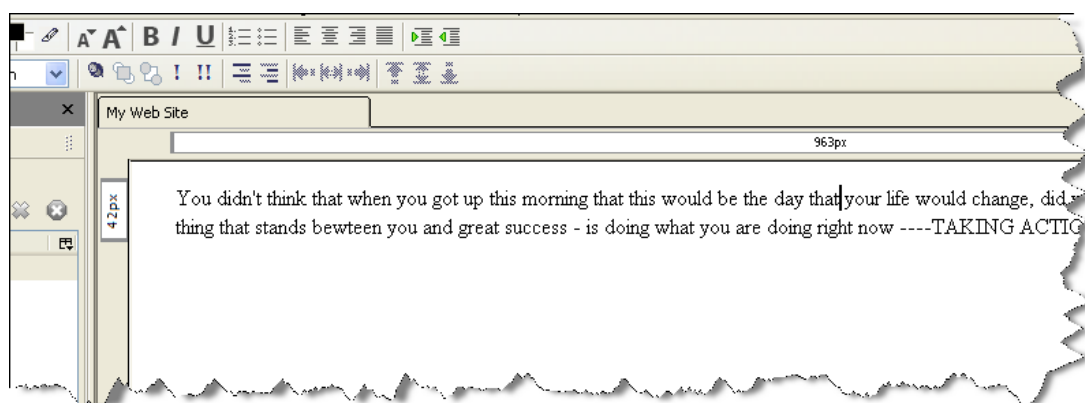 My Web Site
963px
42px
You didn't think that when you got up this morning that this would be the day that your life would change, did
thing that stands bewteen you and great success - is doing what you are doing right now ----TAKING